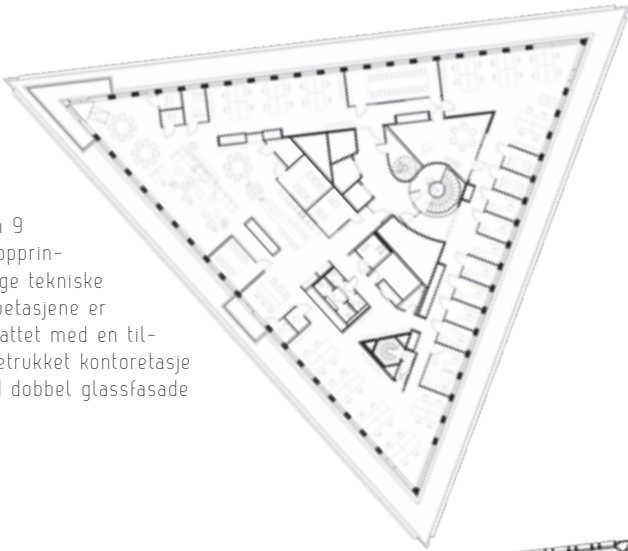 9
opprin-
ge tekniske
etasjene er
attet med en til-
etrukket kontoretasje
dobbel glassfasade